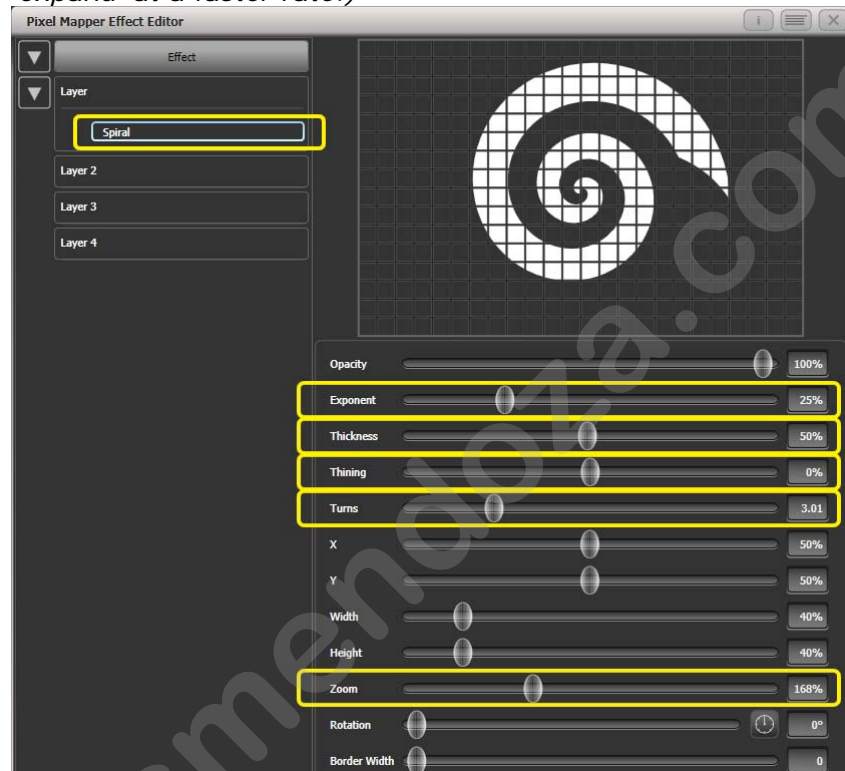 expand at a faster rate.)
Pixel Mapper Effect Editor
Effect
Layer
Spiral
Layer 2
Layer 3
Layer 4
Opacity 100%
Exponent 25%
Thickness 50%
Thining 0%
Turns 3.01
X 50%
Y 50%
Width 40%
Height 40%
Zoom 168%
Rotation 0°
Border Width 0
smendoza.com